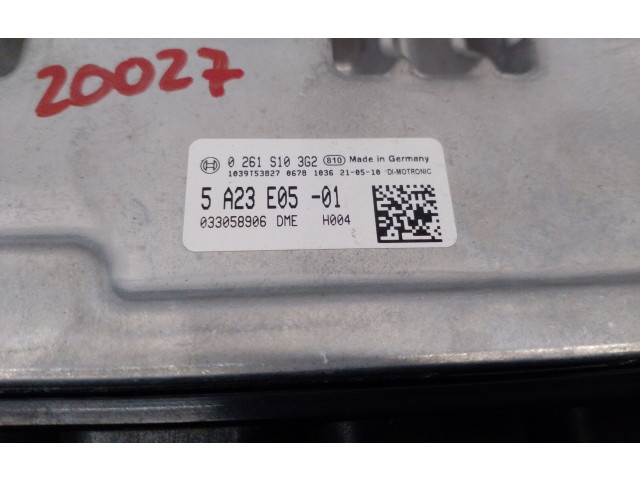 20027
0 261 S10 3G2 810 Made in Germany
1039T53827 0678 1036 21-05-10 DI-MOTRONIC
5 A23 E05 -01
033058906 DME H004